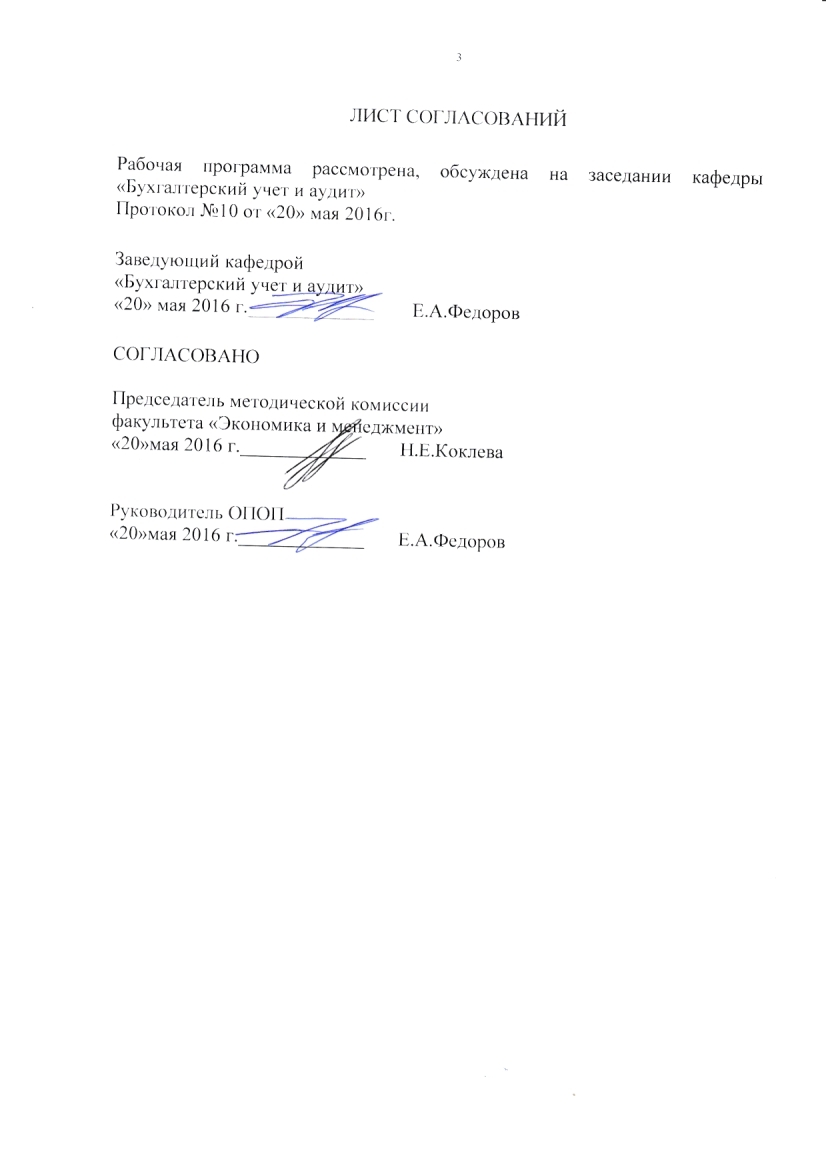 3
ЛИСТ СОГЛАСОВАНИЙ
Рабочая программа рассмотрена, обсуждена на заседании кафедры
«Бухгалтерский учет и аудит»
Протокол №10 от «20» мая 2016г.
Заведующий кафедрой
«Бухгалтерский учет и аудит»
«20» мая 2016 г. Е.А.Федоров
СОГЛАСОВАНО
Председатель методической комиссии
факультета «Экономика и менеджмент»
«20»мая 2016 г. Н.Е.Коклева
Руководитель ОПОП
«20»мая 2016 г. Е.А.Федоров